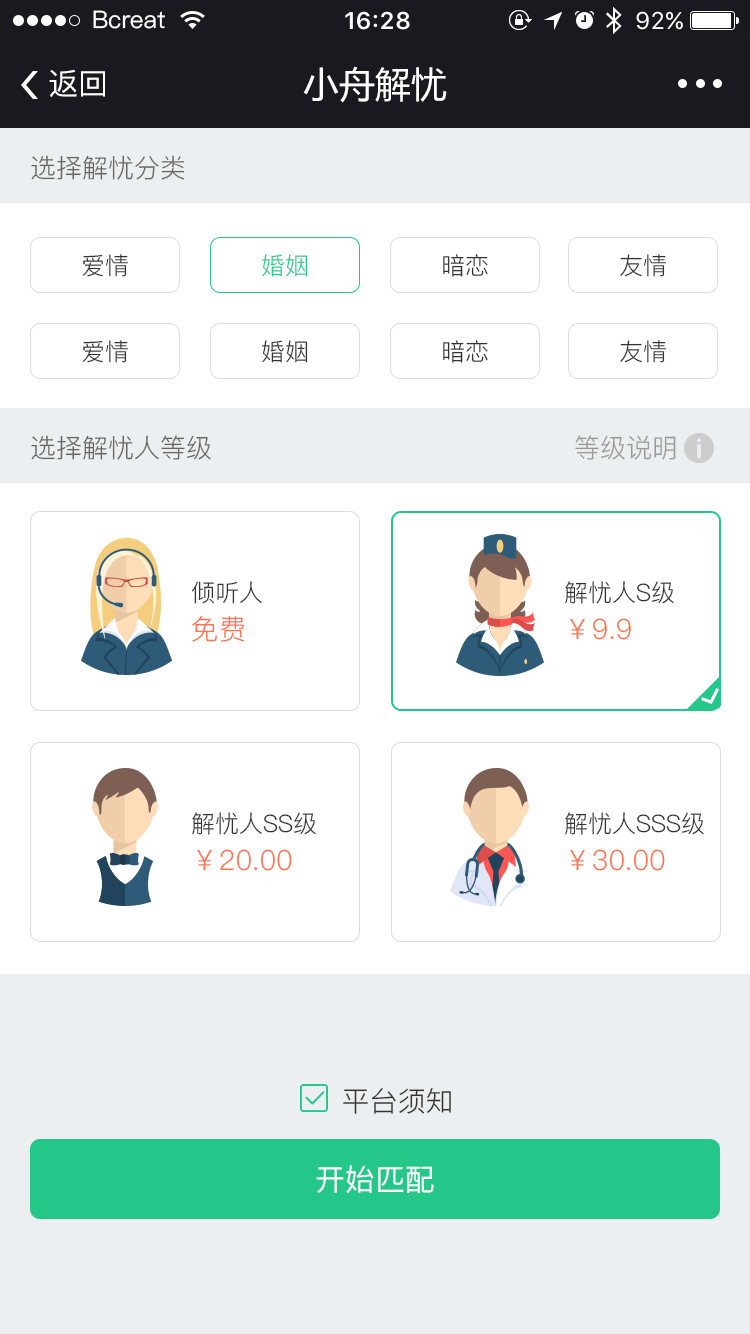 Bcreat 16:28 92%
返回 小舟解忧
选择解忧分类
爱情 婚姻 暗恋 友情
爱情 婚姻 暗恋 友情
选择解忧人等级 等级说明
倾听人 解忧人S级
免费 ￥9.9
解忧人SS级 解忧人SSS级
￥20.00 ￥30.00
平台须知
开始匹配